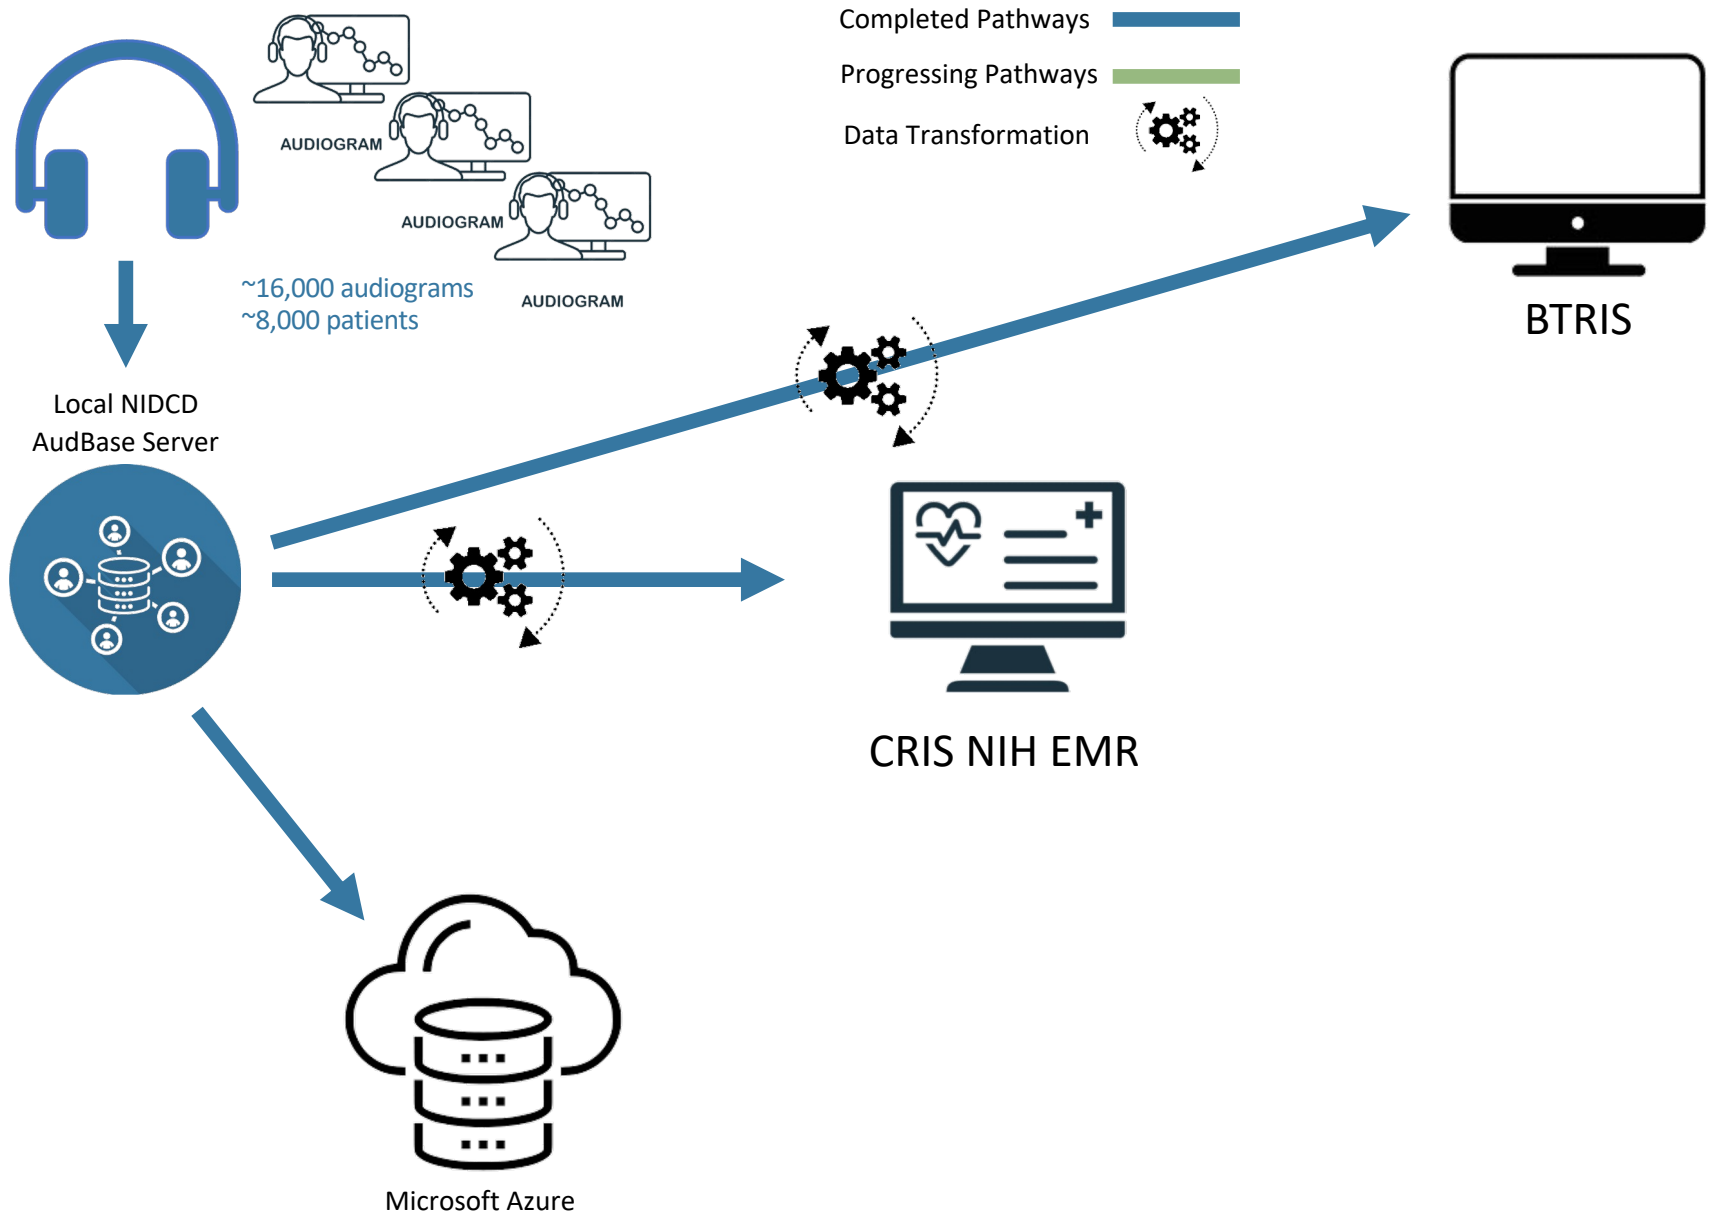 Completed Pathways
Progressing Pathways
Data Transformation
AUDIOGRAM
AUDIOGRAM
AUDIOGRAM
~16,000 audiograms
~8,000 patients
Local NIDCD
AudBase Server
BTRIS
CRIS NIH EMR
Microsoft Azure